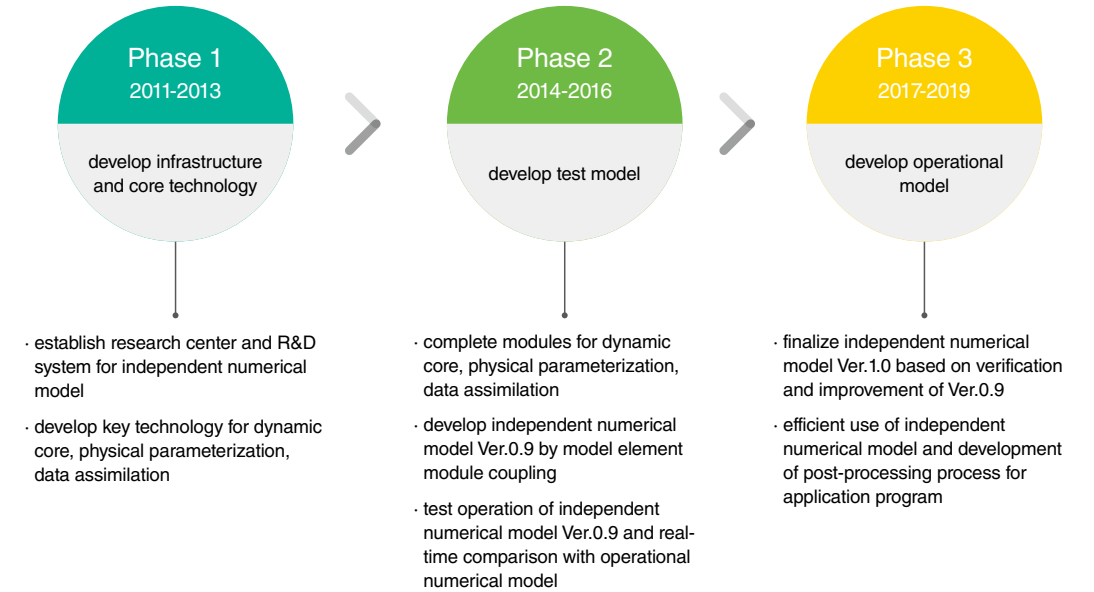 Phase 1
2011-2013
develop infrastructure
and core technology
· establish research center and R&D
system for independent numerical
model
· develop key technology for dynamic
core, physical parameterization,
data assimilation
Phase 2
2014-2016
develop test model
· complete modules for dynamic
core, physical parameterization,
data assimilation
· develop independent numerical
model Ver.0.9 by model element
module coupling
· test operation of independent
numerical model Ver.0.9 and real-
time comparison with operational
numerical model
Phase 3
2017-2019
develop operational
model
· finalize independent numerical
model Ver.1.0 based on verification
and improvement of Ver.0.9
· efficient use of independent
numerical model and development
of post-processing process for
application program